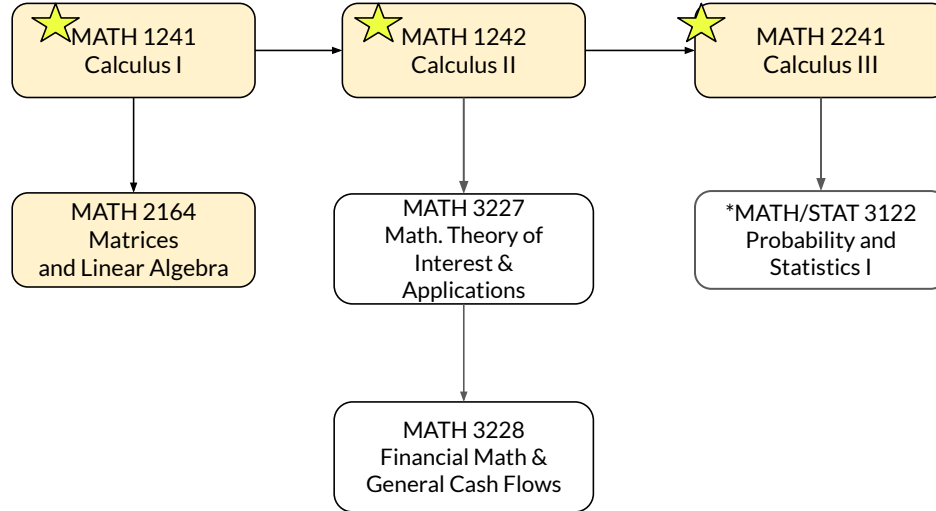 MATH 1241
Calculus I
MATH 1242
Calculus II
MATH 2241
Calculus III
MATH 2164
Matrices
and Linear Algebra
MATH 3227
Math. Theory of
Interest &
Applications
*MATH/STAT 3122
Probability and
Statistics I
MATH 3228
Financial Math &
General Cash Flows